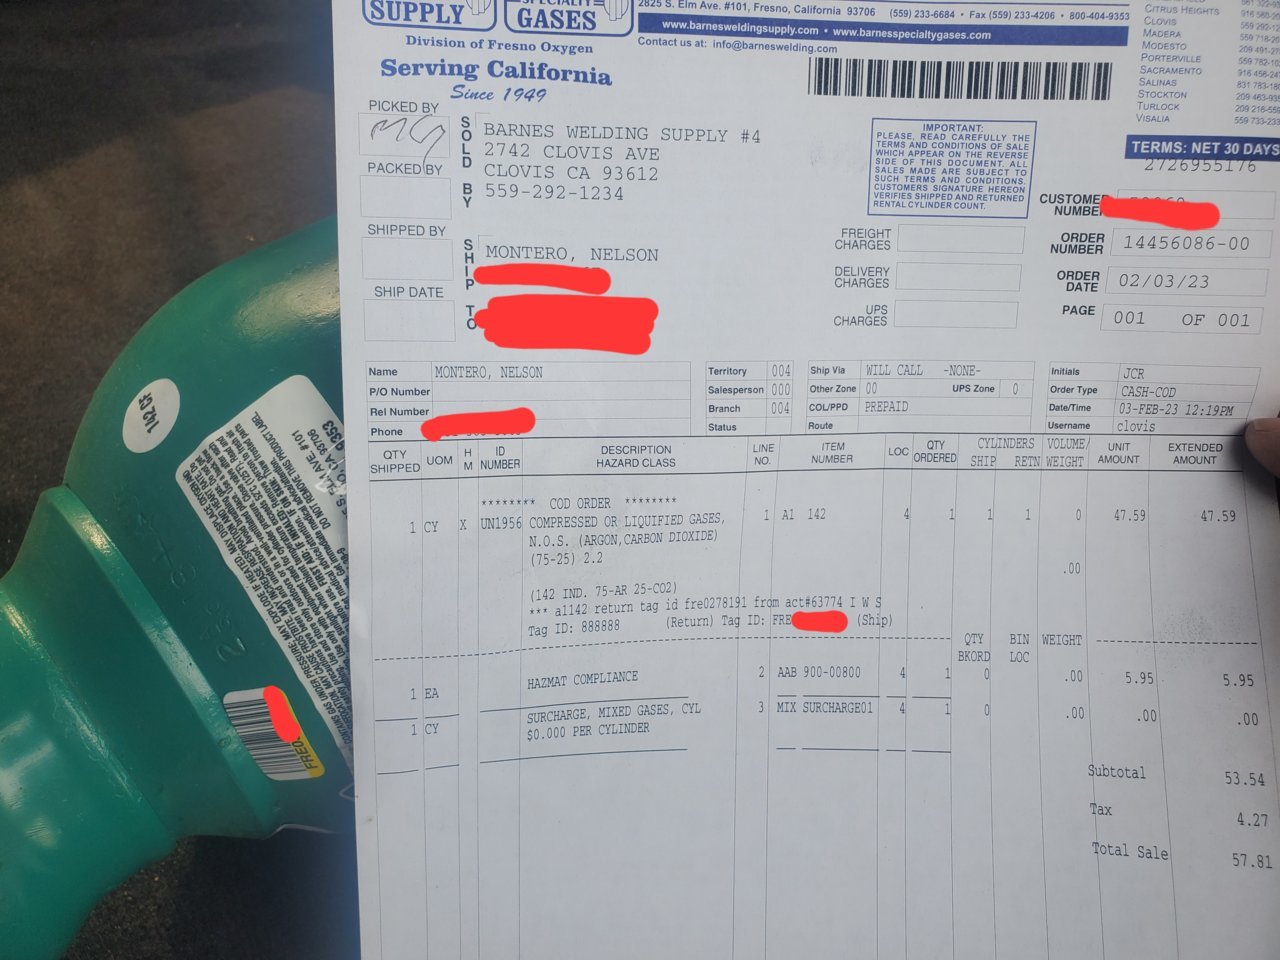 SUPPLY
SPECIALTY
GASES
Division of Fresno Oxygen
Serving California
Since 1949
2825 S. Elm Ave. #101, Fresno, California 93706 (559) 233-6684 • Fax (559) 233-4206 • 800-404-9353
www.barnesweldingsupply.com • www.barnesspecialtygases.com
Contact us at: info@barneswelding.com
CITRUS HEIGHTS
CLOVIS
MADERA
MODESTO
PORTERVILLE
SACRAMENTO
SALINAS
STOCKTON
TURLOCK
VISALIA
PICKED BY
PACKED BY
SHIPPED BY
SHIP DATE
SOLD BY
BARNES WELDING SUPPLY #4
2742 CLOVIS AVE
CLOVIS CA 93612
559-292-1234
SHIP TO
MONTERO, NELSON
IMPORTANT:
PLEASE, READ CAREFULLY THE
TERMS AND CONDITIONS OF SALE
WHICH APPEAR ON THE REVERSE
SIDE OF THIS DOCUMENT. ALL
SALES MADE ARE SUBJECT TO
SUCH TERMS AND CONDITIONS.
CUSTOMERS SIGNATURE HEREON
VERIFIES SHIPPED AND RETURNED
RENTAL CYLINDER COUNT.
TERMS: NET 30 DAYS
2726955176
CUSTOMER NUMBER
ORDER NUMBER 14456086-00
ORDER DATE 02/03/23
PAGE 001 OF 001
FREIGHT CHARGES
DELIVERY CHARGES
UPS CHARGES
Name MONTERO, NELSON
P/O Number
Rel Number
Phone
Territory 004
Salesperson 000
Branch 004
Status
Ship Via WILL CALL -NONE-
Other Zone 00 UPS Zone 0
COL/PPD PREPAID
Route
Initials JCR
Order Type CASH-COD
Date/Time 03-FEB-23 12:19PM
Username clovis
QTY SHIPPED UOM H M ID NUMBER DESCRIPTION HAZARD CLASS LINE NO. ITEM NUMBER LOC QTY ORDERED CYLINDERS SHIP RETN VOLUME/ WEIGHT UNIT AMOUNT EXTENDED AMOUNT
******** COD ORDER ********
1 CY X UN1956 COMPRESSED OR LIQUIFIED GASES, 1 A1 142 4 1 1 1 0 47.59 47.59
N.O.S. (ARGON,CARBON DIOXIDE)
(75-25) 2.2
.00
(142 IND. 75-AR 25-CO2)
*** a1142 return tag id fre0278191 from act#63774 I W S
Tag ID: 888888 (Return) Tag ID: FRE (Ship)
QTY BKORD BIN LOC WEIGHT
1 EA HAZMAT COMPLIANCE 2 AAB 900-00800 4 1 0 .00 5.95 5.95
1 CY SURCHARGE, MIXED GASES, CYL 3 MIX SURCHARGE01 4 1 0 .00 .00 .00
$0.000 PER CYLINDER
Subtotal 53.54
Tax 4.27
Total Sale 57.81
142 CF
FREQ